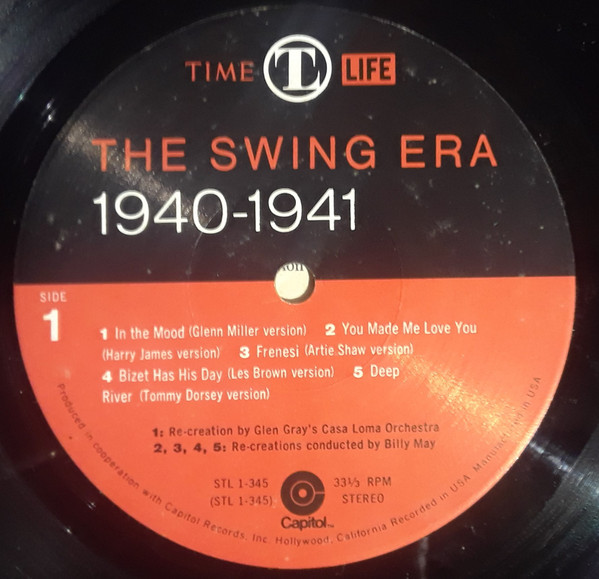 TIME TL LIFE
THE SWING ERA
1940-1941
SIDE
1
1 In the Mood (Glenn Miller version) 2 You Made Me Love You
(Harry James version) 3 Frenesi (Artie Shaw version)
4 Bizet Has His Day (Les Brown version) 5 Deep
River (Tommy Dorsey version)
1: Re-creation by Glen Gray's Casa Loma Orchestra
2, 3, 4, 5: Re-creations conducted by Billy May
STL 1-345
(STL 1-345)
33⅓ RPM
STEREO
Capitol™
Produced in cooperation with Capitol Records, Inc. Hollywood, California Recorded in USA. in USA